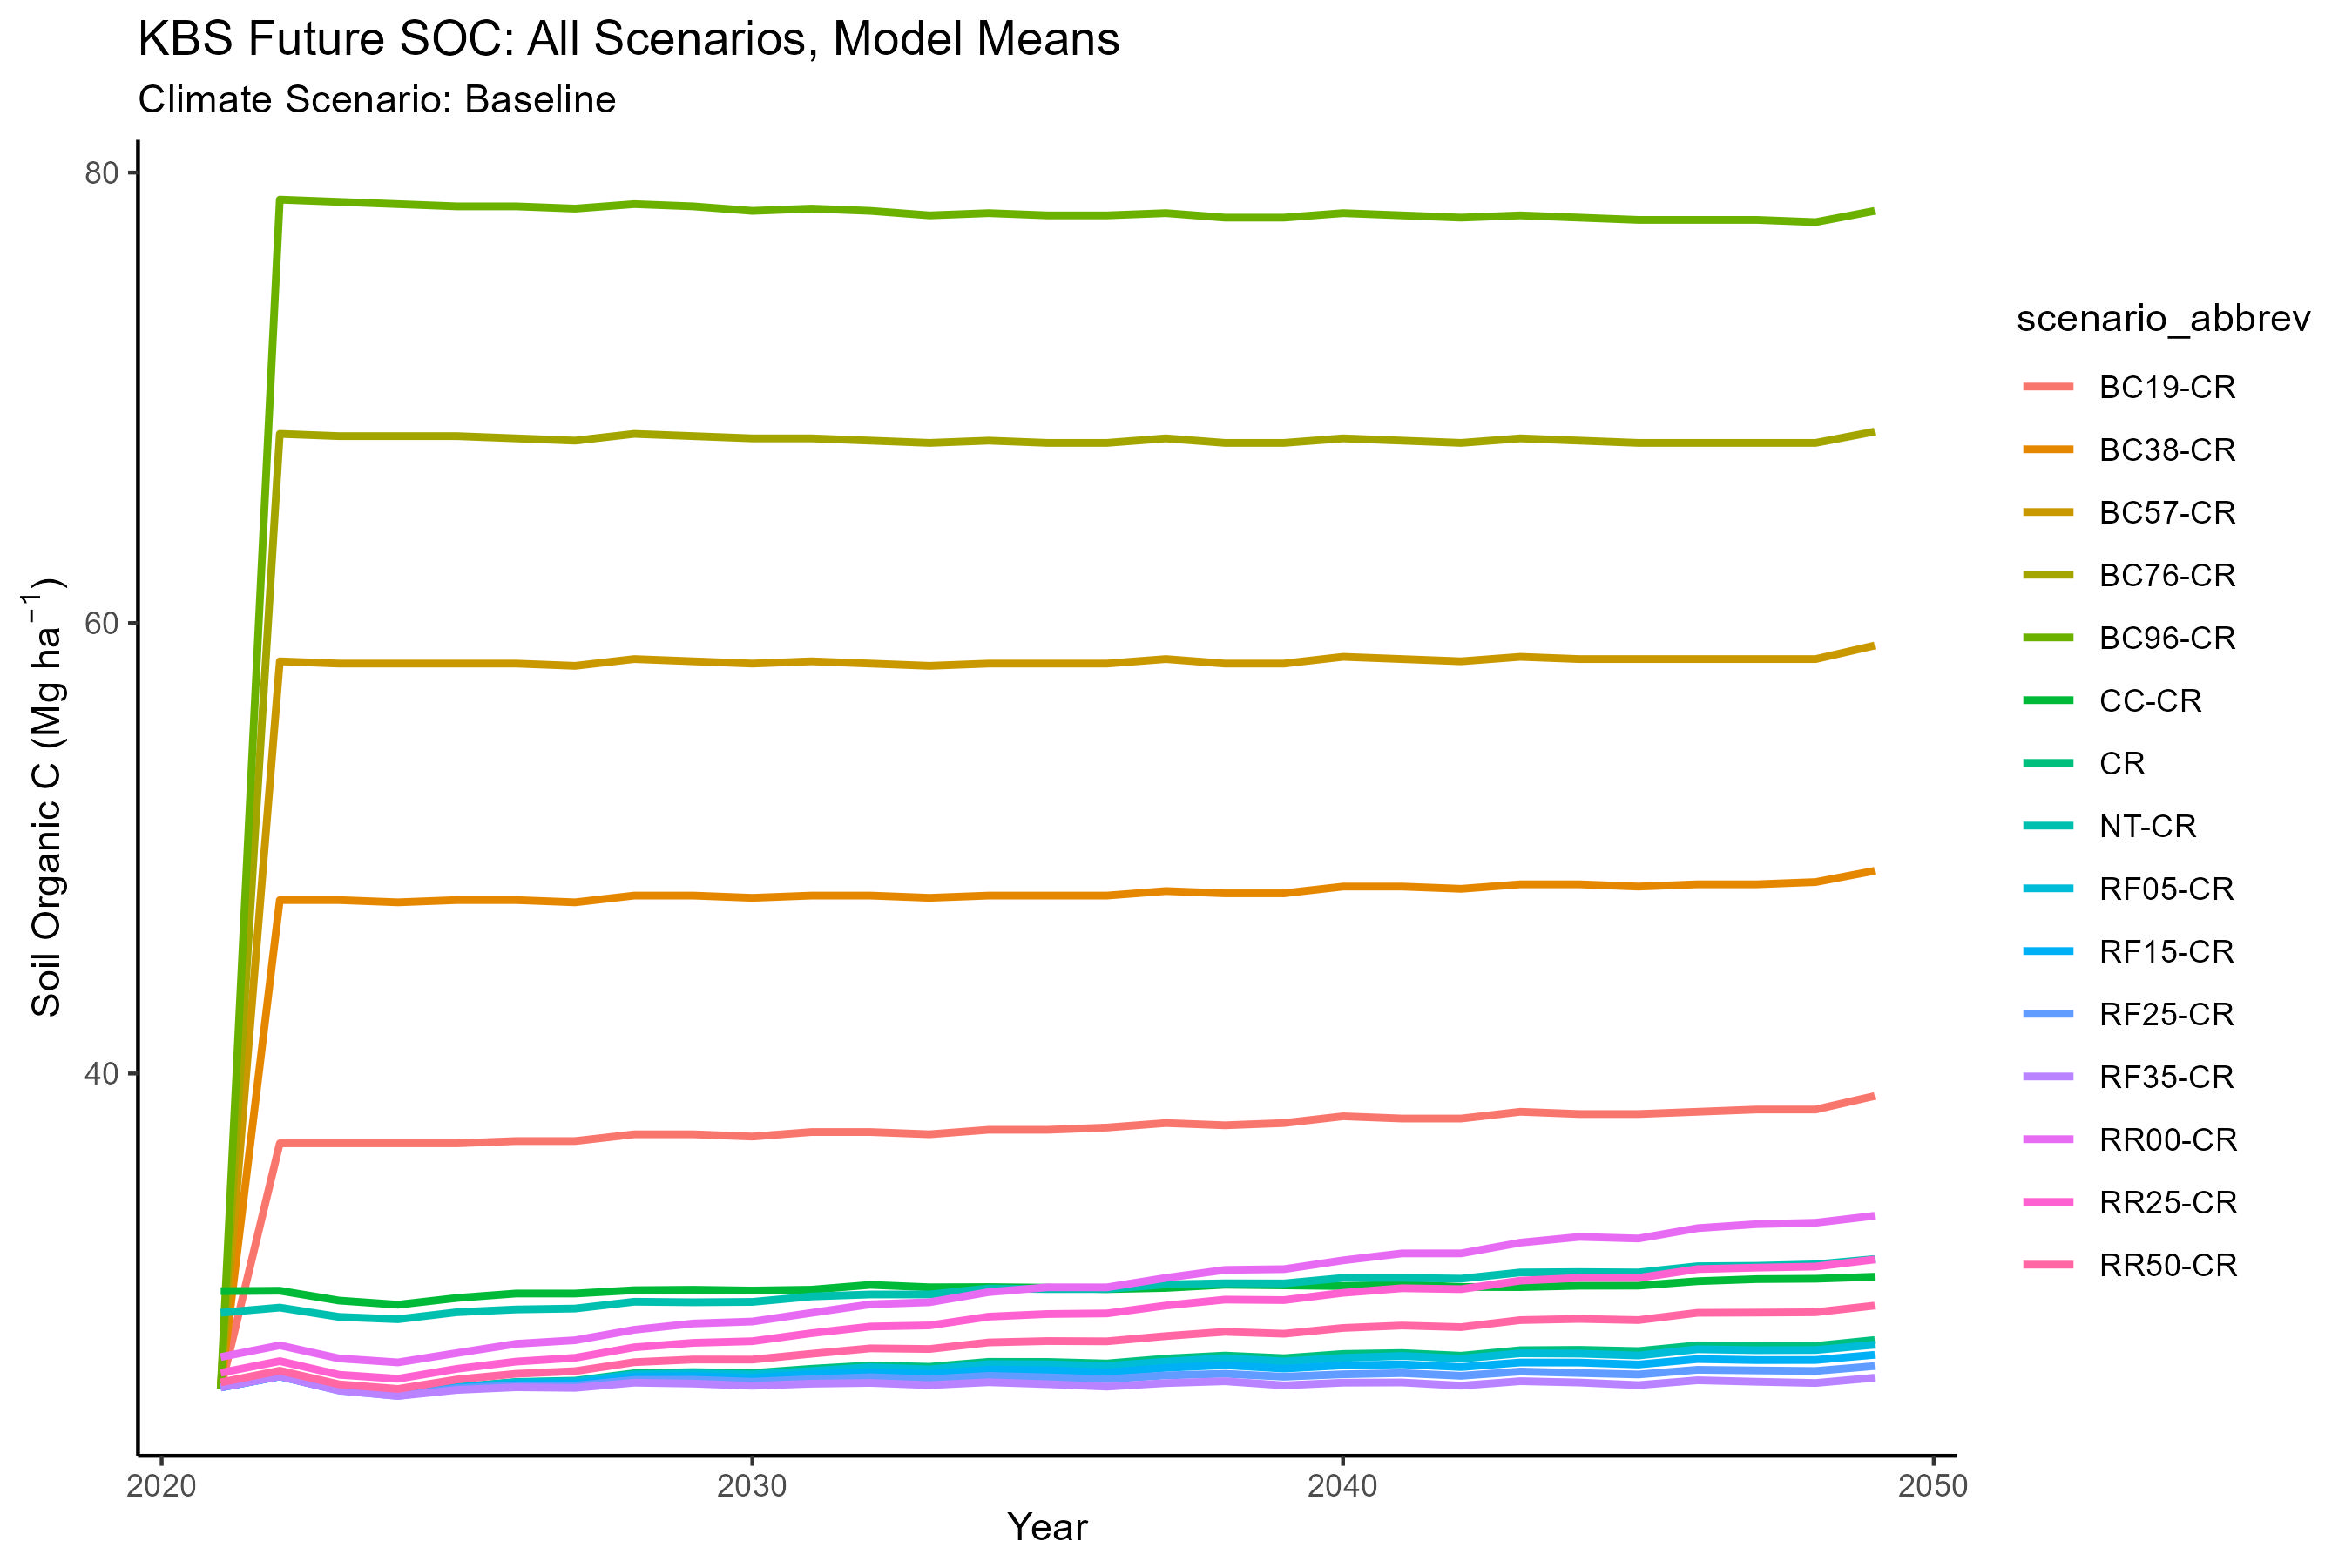 KBS Future SOC: All Scenarios, Model Means
Climate Scenario: Baseline
80
60
40
Soil Organic C (Mg ha⁻¹)
2020
2030
2040
2050
Year
scenario_abbrev
BC19-CR
BC38-CR
BC57-CR
BC76-CR
BC96-CR
CC-CR
CR
NT-CR
RF05-CR
RF15-CR
RF25-CR
RF35-CR
RR00-CR
RR25-CR
RR50-CR